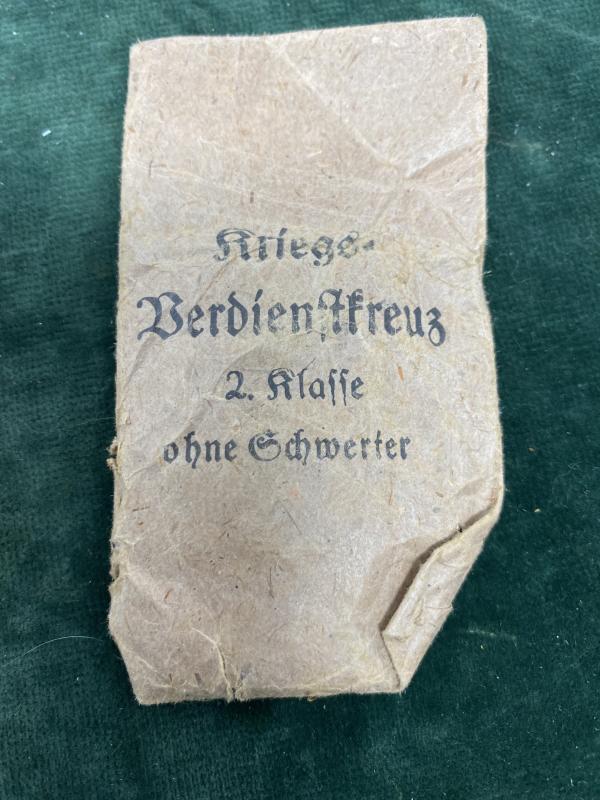 Kriegs-
Verdienstkreuz
2. Klasse
ohne Schwerter